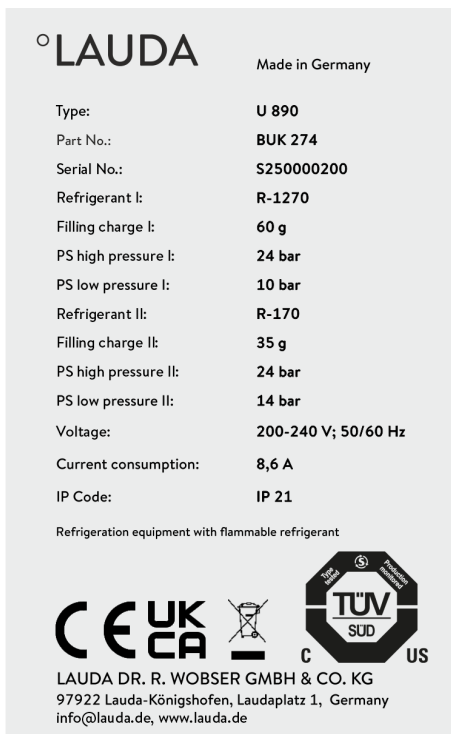 °LAUDA
Made in Germany
Type: U 890
Part No.: BUK 274
Serial No.: S250000200
Refrigerant I: R-1270
Filling charge I: 60 g
PS high pressure I: 24 bar
PS low pressure I: 10 bar
Refrigerant II: R-170
Filling charge II: 35 g
PS high pressure II: 24 bar
PS low pressure II: 14 bar
Voltage: 200-240 V; 50/60 Hz
Current consumption: 8,6 A
IP Code: IP 21
Refrigeration equipment with flammable refrigerant
CE
UK
CA
Type tested
S
Production monitored
TÜV
SÜD
C US
LAUDA DR. R. WOBSER GMBH & CO. KG
97922 Lauda-Königshofen, Laudaplatz 1, Germany
info@lauda.de, www.lauda.de